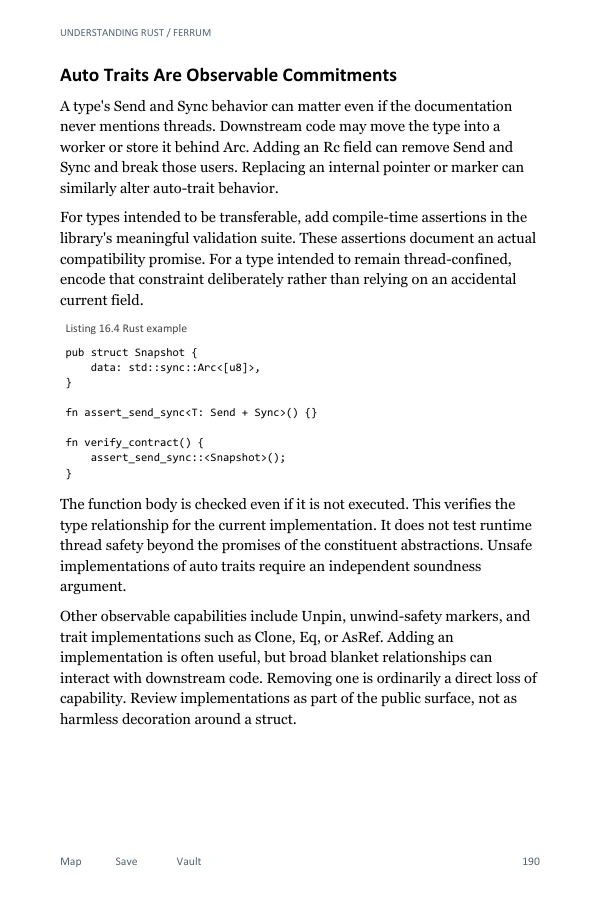 UNDERSTANDING RUST / FERRUM
Auto Traits Are Observable Commitments
A type's Send and Sync behavior can matter even if the documentation
never mentions threads. Downstream code may move the type into a
worker or store it behind Arc. Adding an Rc field can remove Send and
Sync and break those users. Replacing an internal pointer or marker can
similarly alter auto-trait behavior.
For types intended to be transferable, add compile-time assertions in the
library's meaningful validation suite. These assertions document an actual
compatibility promise. For a type intended to remain thread-confined,
encode that constraint deliberately rather than relying on an accidental
current field.
Listing 16.4 Rust example
pub struct Snapshot {
    data: std::sync::Arc<[u8]>,
}
fn assert_send_sync<T: Send + Sync>() {}
fn verify_contract() {
    assert_send_sync::<Snapshot>();
}
The function body is checked even if it is not executed. This verifies the
type relationship for the current implementation. It does not test runtime
thread safety beyond the promises of the constituent abstractions. Unsafe
implementations of auto traits require an independent soundness
argument.
Other observable capabilities include Unpin, unwind-safety markers, and
trait implementations such as Clone, Eq, or AsRef. Adding an
implementation is often useful, but broad blanket relationships can
interact with downstream code. Removing one is ordinarily a direct loss of
capability. Review implementations as part of the public surface, not as
harmless decoration around a struct.
Map Save Vault 190